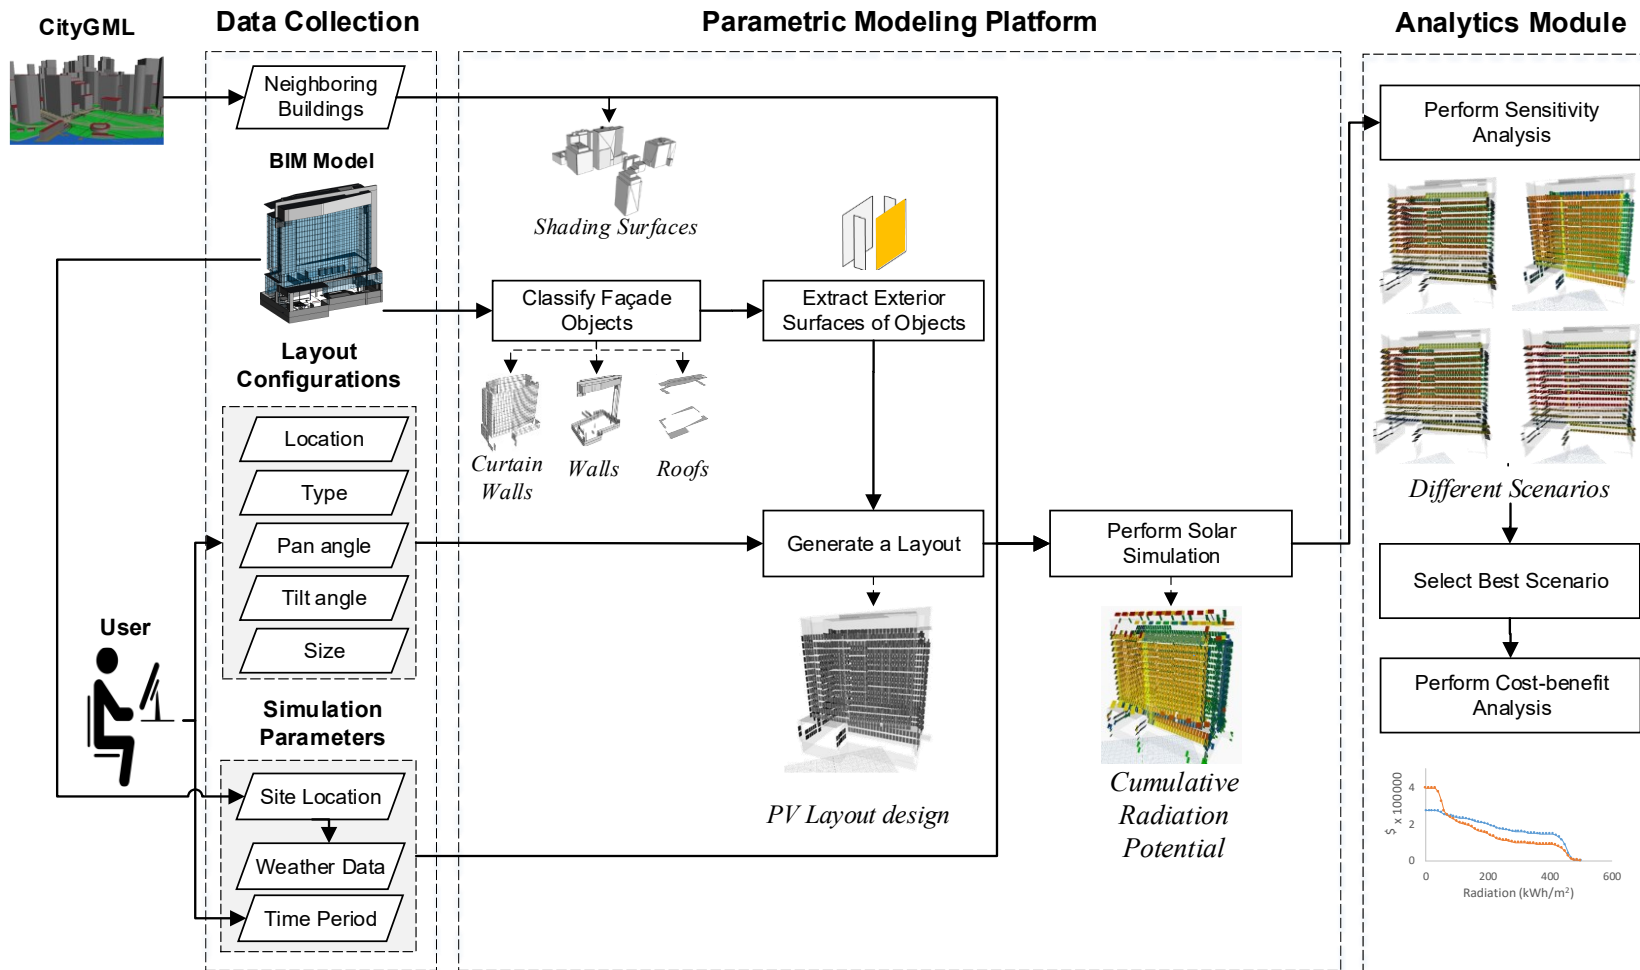 CityGML
Data Collection
Parametric Modeling Platform
Analytics Module
Neighboring
Buildings
BIM Model
Shading Surfaces
Classify Façade
Objects
Extract Exterior
Surfaces of Objects
Curtain
Walls
Walls
Roofs
Layout
Configurations
Location
Type
Pan angle
Tilt angle
Size
User
Simulation
Parameters
Site Location
Weather Data
Time Period
Generate a Layout
PV Layout design
Perform Solar
Simulation
Cumulative
Radiation
Potential
Perform Sensitivity
Analysis
Different Scenarios
Select Best Scenario
Perform Cost-benefit
Analysis
$ x 100000
4
2
0
0 200 400 600
Radiation (kWh/m²)